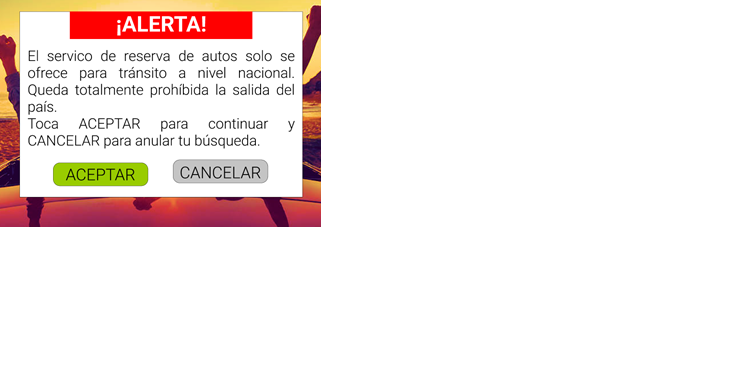 ¡ALERTA!
El servico de reserva de autos solo se
ofrece para tránsito a nivel nacional.
Queda totalmente prohíbida la salida del
país.
Toca ACEPTAR para continuar y
CANCELAR para anular tu búsqueda.
ACEPTAR
CANCELAR